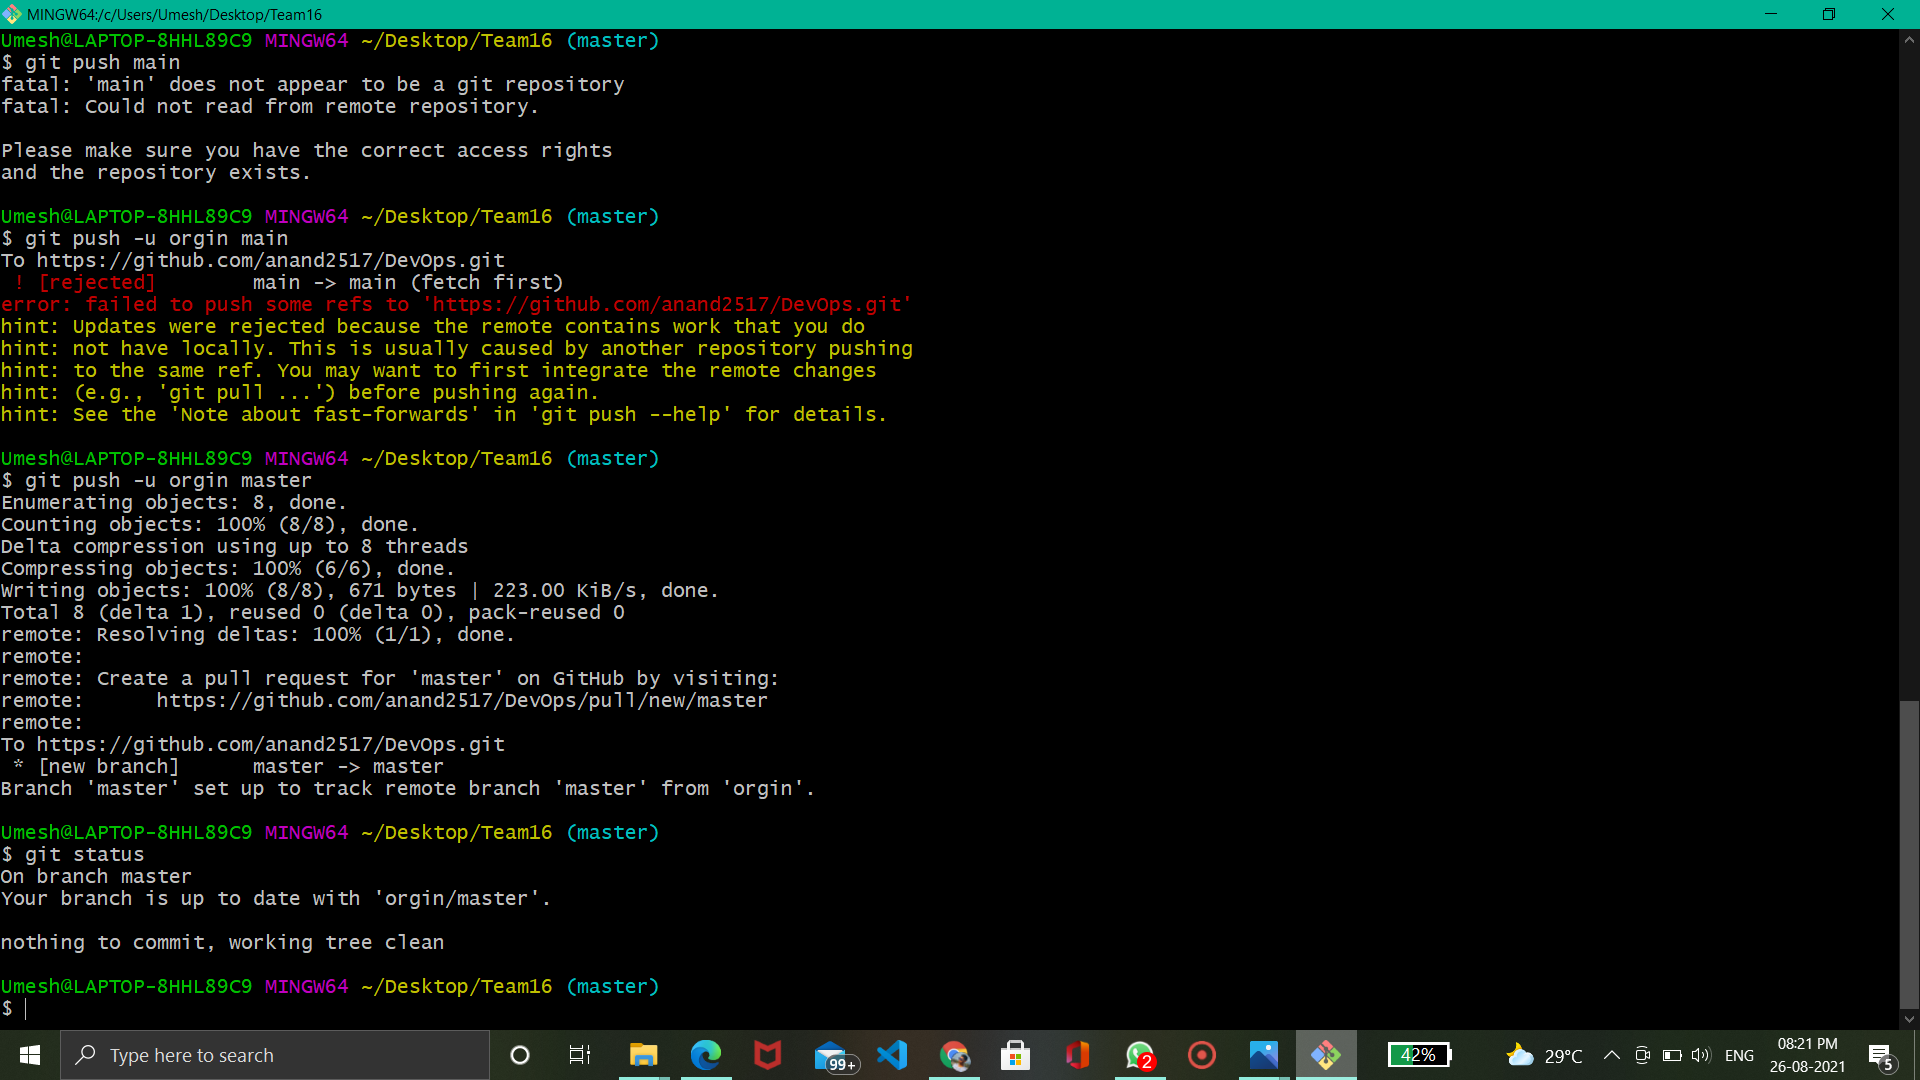 MINGW64:/c/Users/Umesh/Desktop/Team16
Umesh@LAPTOP-8HHL89C9 MINGW64 ~/Desktop/Team16 (master)
$ git push main
fatal: 'main' does not appear to be a git repository
fatal: Could not read from remote repository.
Please make sure you have the correct access rights
and the repository exists.
Umesh@LAPTOP-8HHL89C9 MINGW64 ~/Desktop/Team16 (master)
$ git push -u orgin main
To https://github.com/anand2517/DevOps.git
 ! [rejected]        main -> main (fetch first)
error: failed to push some refs to 'https://github.com/anand2517/DevOps.git'
hint: Updates were rejected because the remote contains work that you do
hint: not have locally. This is usually caused by another repository pushing
hint: to the same ref. You may want to first integrate the remote changes
hint: (e.g., 'git pull ...') before pushing again.
hint: See the 'Note about fast-forwards' in 'git push --help' for details.
Umesh@LAPTOP-8HHL89C9 MINGW64 ~/Desktop/Team16 (master)
$ git push -u orgin master
Enumerating objects: 8, done.
Counting objects: 100% (8/8), done.
Delta compression using up to 8 threads
Compressing objects: 100% (6/6), done.
Writing objects: 100% (8/8), 671 bytes | 223.00 KiB/s, done.
Total 8 (delta 1), reused 0 (delta 0), pack-reused 0
remote: Resolving deltas: 100% (1/1), done.
remote:
remote: Create a pull request for 'master' on GitHub by visiting:
remote:      https://github.com/anand2517/DevOps/pull/new/master
remote:
To https://github.com/anand2517/DevOps.git
 * [new branch]      master -> master
Branch 'master' set up to track remote branch 'master' from 'orgin'.
Umesh@LAPTOP-8HHL89C9 MINGW64 ~/Desktop/Team16 (master)
$ git status
On branch master
Your branch is up to date with 'orgin/master'.
nothing to commit, working tree clean
Umesh@LAPTOP-8HHL89C9 MINGW64 ~/Desktop/Team16 (master)
$
Type here to search
99+
2
42%
29°C
ENG
08:21 PM
26-08-2021
5